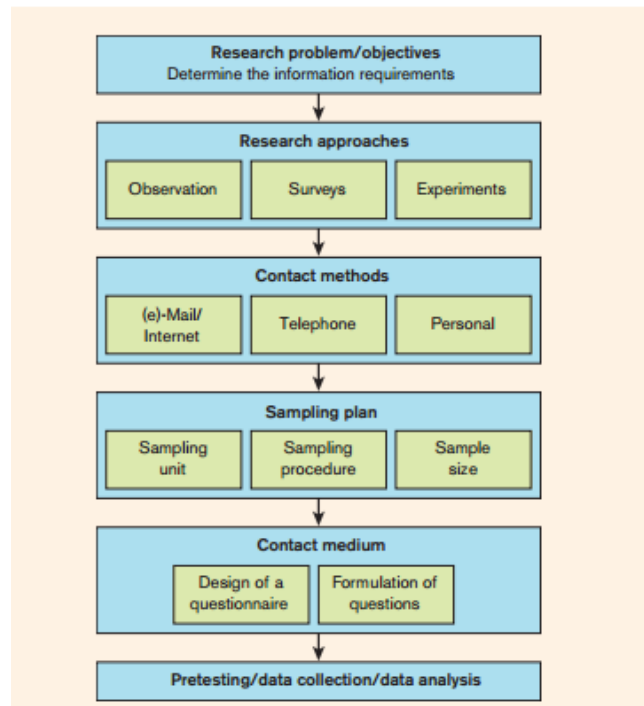 Research problem/objectives
Determine the information requirements
Research approaches
Observation
Surveys
Experiments
Contact methods
(e)-Mail/
Internet
Telephone
Personal
Sampling plan
Sampling
unit
Sampling
procedure
Sample
size
Contact medium
Design of a
questionnaire
Formulation of
questions
Pretesting/data collection/data analysis